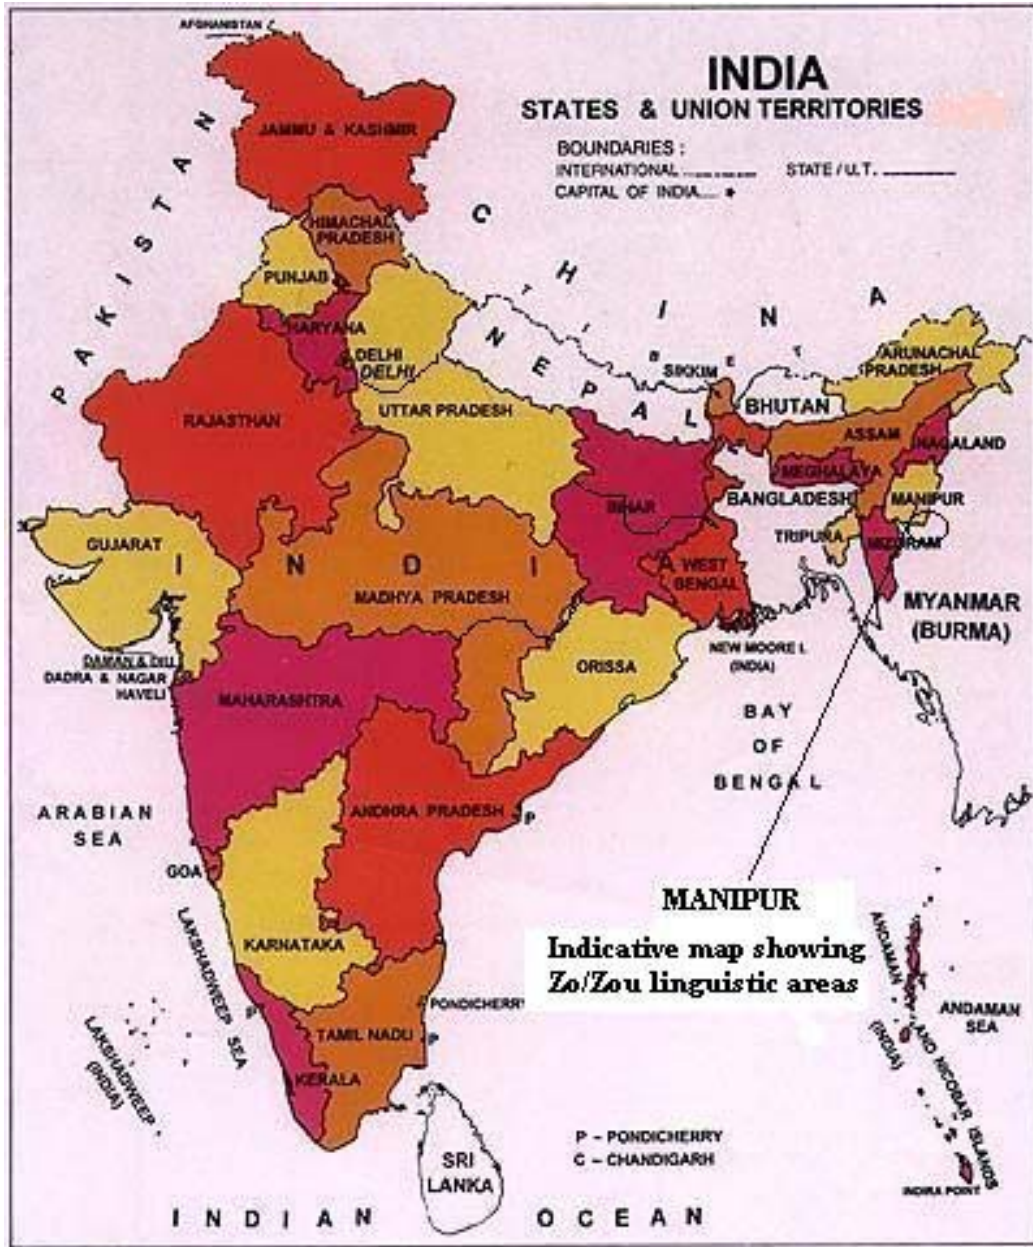 AFGHANISTAN
INDIA
STATES & UNION TERRITORIES
BOUNDARIES :
INTERNATIONAL ........... STATE / U.T. ...........
CAPITAL OF INDIA.... *
PAKISTAN
JAMMU & KASHMIR
CHINA
HIMACHAL
PRADESH
PUNJAB
HARYANA
DELHI
DELHI
TIBET
NEPAL
SIKKIM
BHUTAN
ARUNACHAL
PRADESH
RAJASTHAN
UTTAR PRADESH
ASSAM
NAGALAND
MEGHALAYA
BIHAR
BANGLADESH
MANIPUR
TRIPURA
MIZORAM
GUJARAT
INDIA
MADHYA PRADESH
WEST
BENGAL
MYANMAR
(BURMA)
DAMAN & DIU
DADRA & NAGAR
HAVELI
NEW MOORE I.
(INDIA)
ORISSA
MAHARASHTRA
BAY
OF
BENGAL
ARABIAN
SEA
ANDHRA PRADESH
P
GOA
MANIPUR
Indicative map showing
Zo/Zou linguistic areas
KARNATAKA
LAKSHADWEEP SEA
LAKSHADWEEP
(INDIA)
P
PONDICHERRY
TAMIL NADU
P
KERALA
ANDAMAN AND NICOBAR ISLANDS
(INDIA)
ANDAMAN
SEA
INDIRA POINT
P – PONDICHERRY
C – CHANDIGARH
SRI
LANKA
INDIAN OCEAN